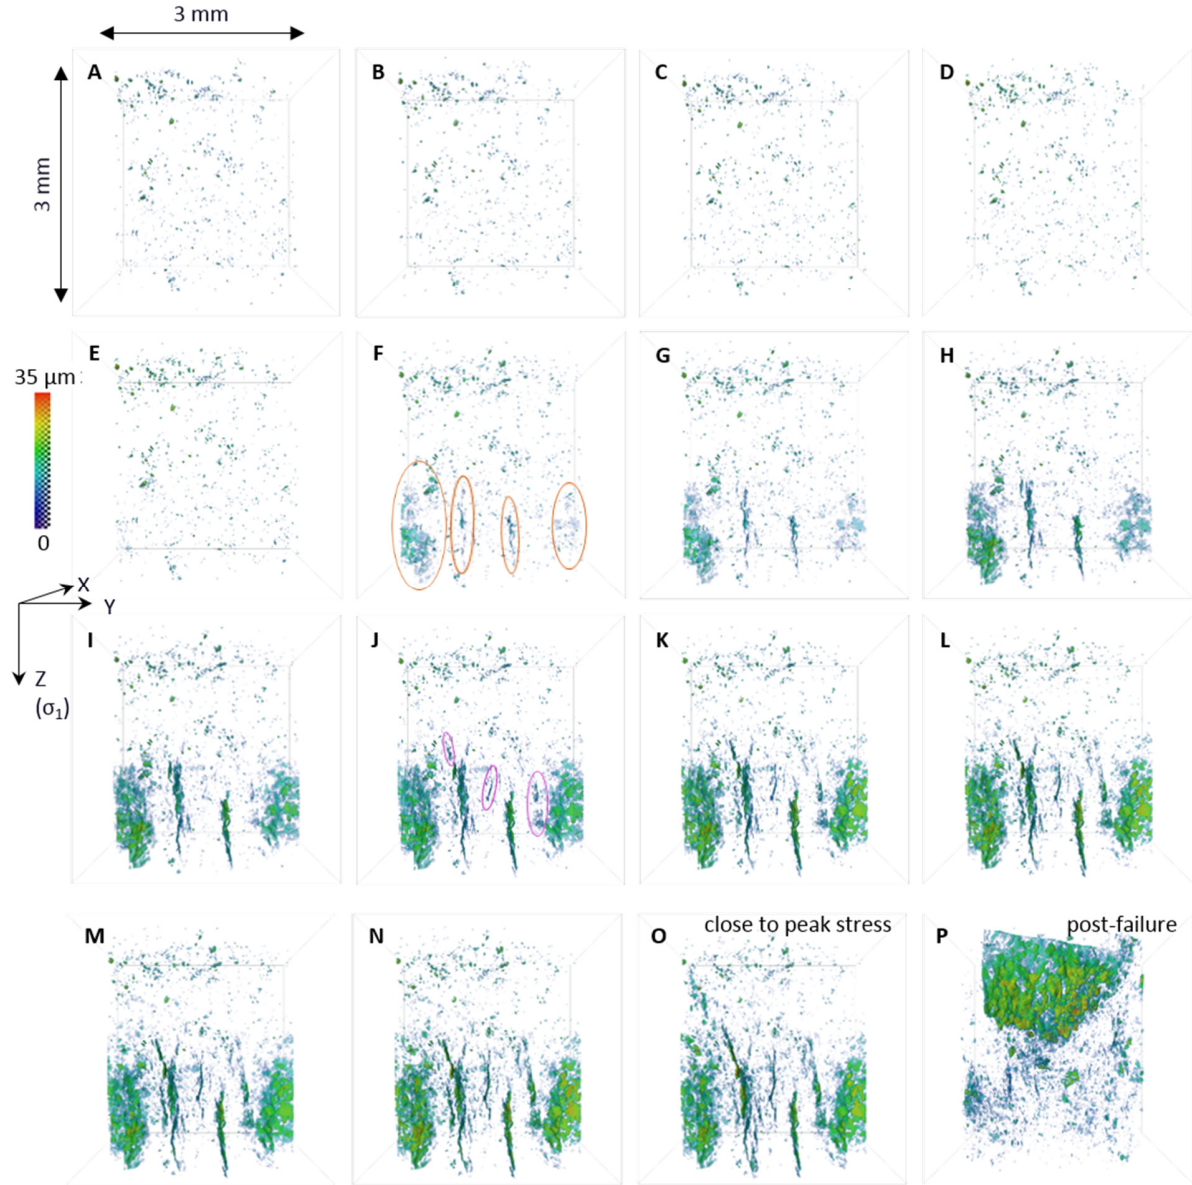 3 mm
A
B
C
D
3 mm
E
F
G
H
35 μm
0
X
Y
Z
(σ1)
I
J
K
L
M
N
O
close to peak stress
P
post-failure